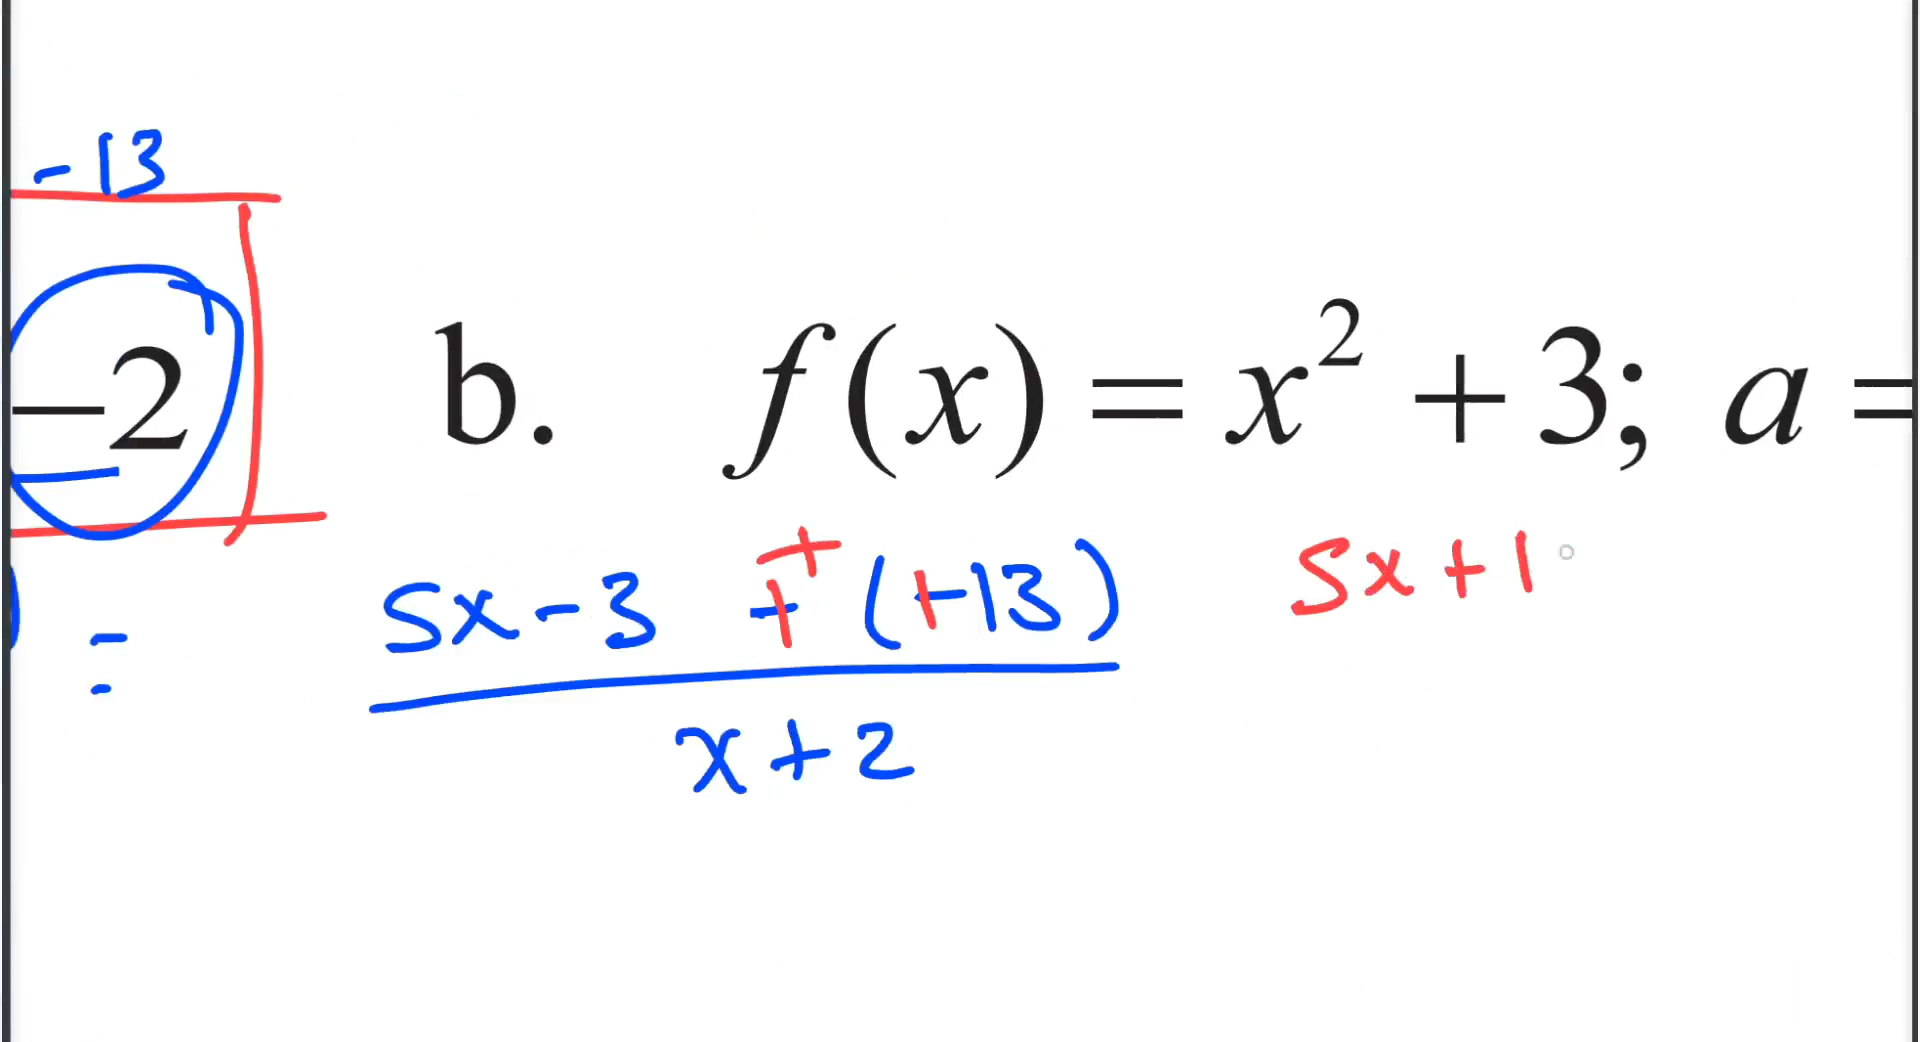 -13
-2 b. f(x) = x² + 3; a =
5x - 3 + (+13) 5x + 1
=
x + 2